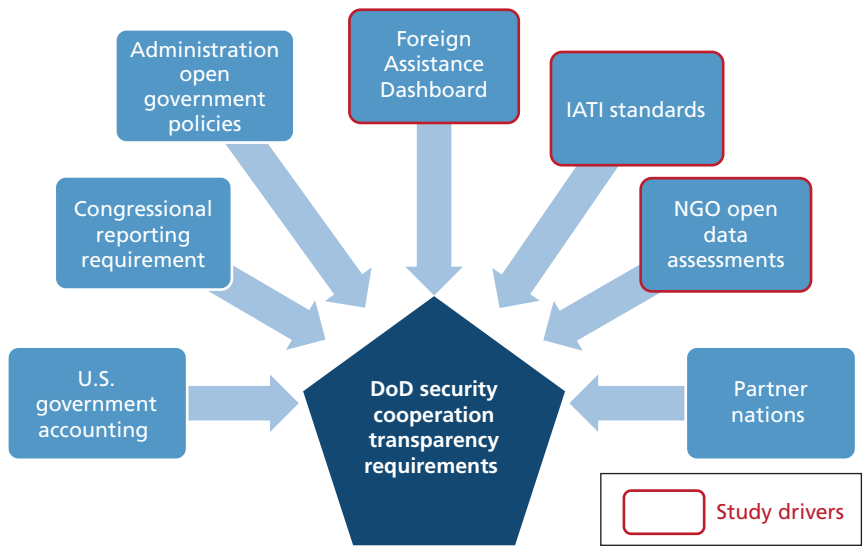 Administration
open
government
policies
Foreign
Assistance
Dashboard
IATI standards
Congressional
reporting
requirement
NGO open
data
assessments
U.S.
government
accounting
DoD security
cooperation
transparency
requirements
Partner
nations
Study drivers